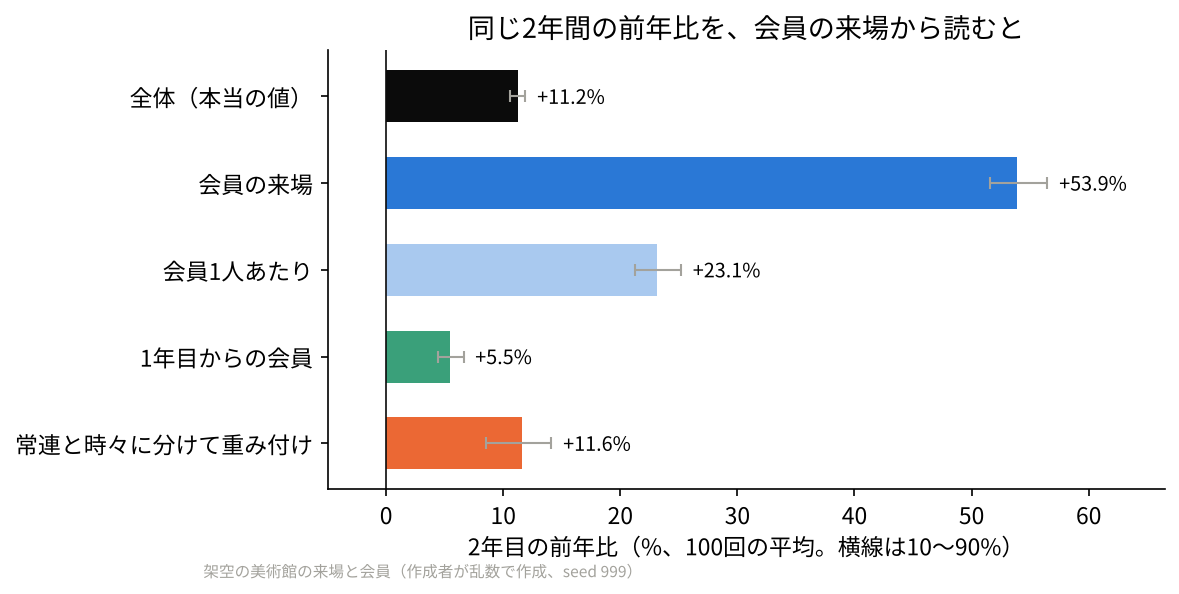 同じ2年間の前年比を、会員の来場から読むと
全体（本当の値）
+11.2%
会員の来場
+53.9%
会員1人あたり
+23.1%
1年目からの会員
+5.5%
常連と時々に分けて重み付け
+11.6%
0 10 20 30 40 50 60
2年目の前年比（%、100回の平均。横線は10〜90%）
架空の美術館の来場と会員（作成者が乱数で作成、seed 999）